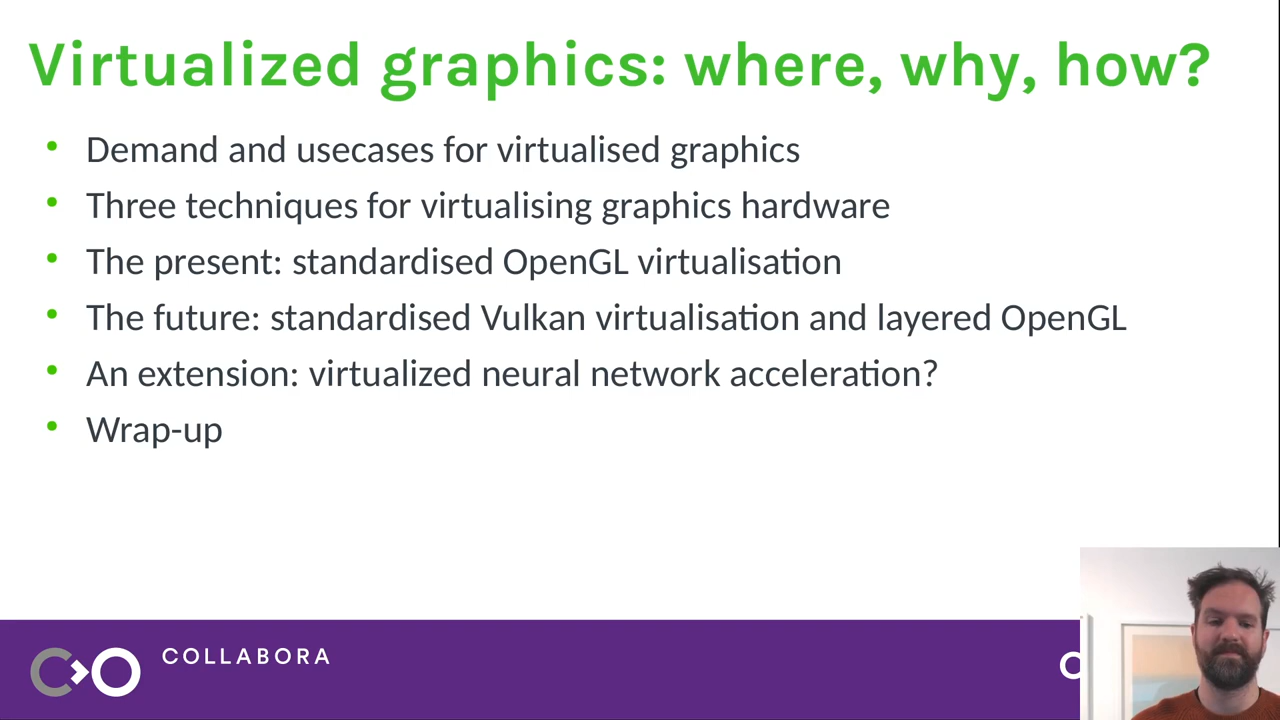 Virtualized graphics: where, why, how?
• Demand and usecases for virtualised graphics
• Three techniques for virtualising graphics hardware
• The present: standardised OpenGL virtualisation
• The future: standardised Vulkan virtualisation and layered OpenGL
• An extension: virtualized neural network acceleration?
• Wrap-up
COLLABORA